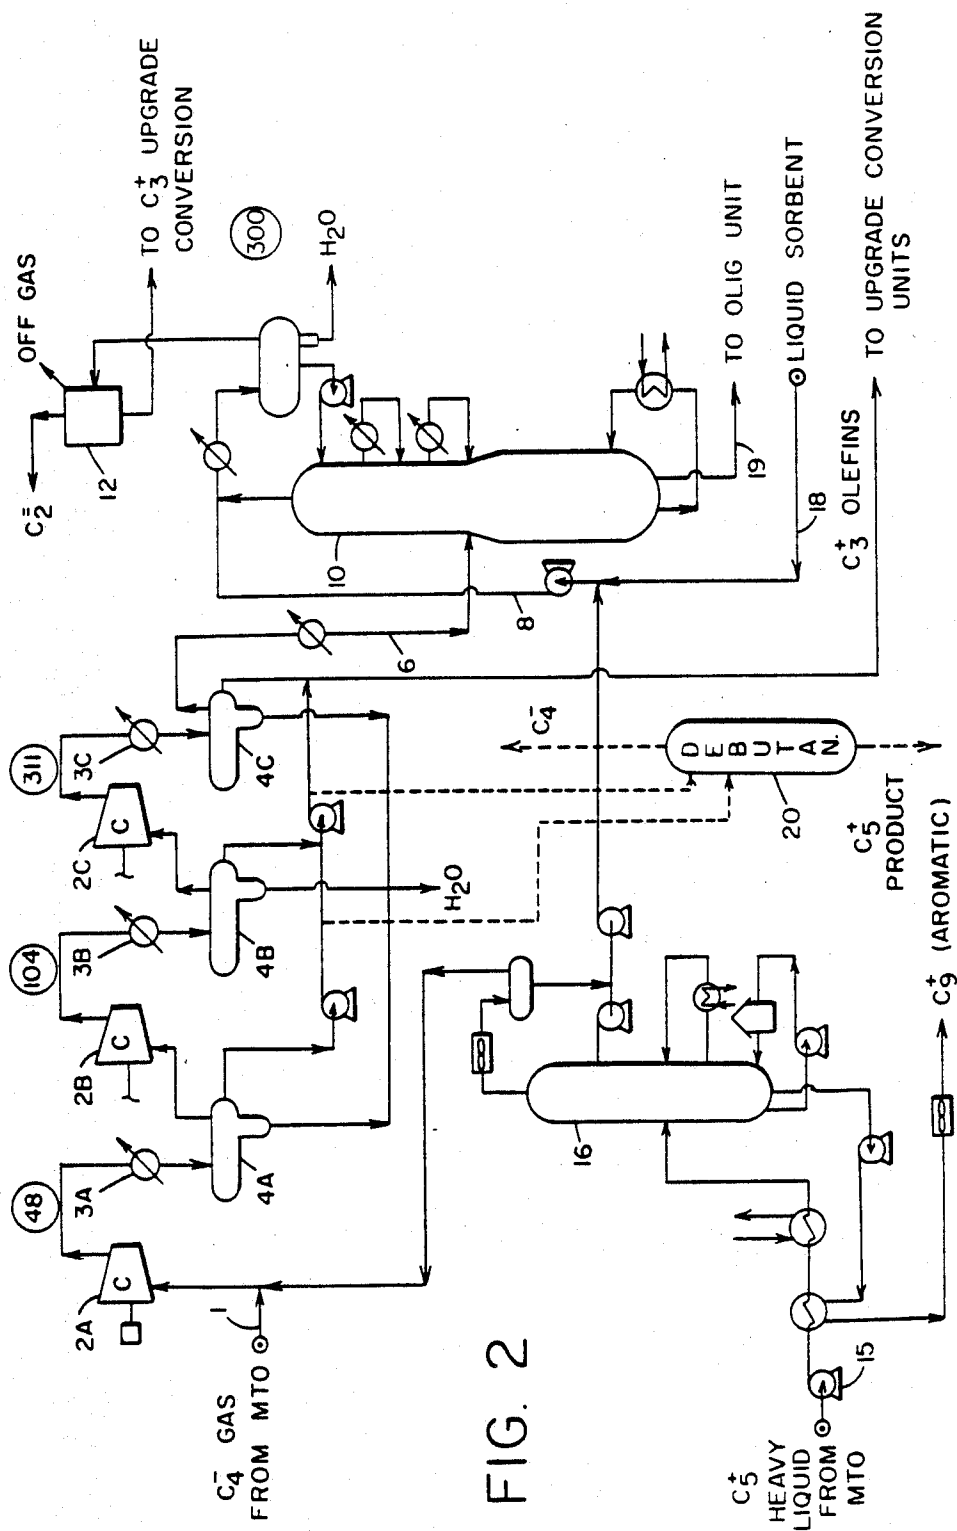 C4- GAS
FROM MTO
1
2A
C
48
3A
4A
2B
C
104
3B
4B
H2O
2C
C
311
3C
4C
6
8
10
12
C2=
OFF GAS
TO C3+ UPGRADE
CONVERSION
300
H2O
19
TO OLIG UNIT
18
LIQUID SORBENT
C3+ OLEFINS
TO UPGRADE CONVERSION
UNITS
C4-
DEBUTAN.
20
C5+
PRODUCT
C9+ (AROMATIC)
16
15
C5+
HEAVY
LIQUID
FROM
MTO
FIG. 2